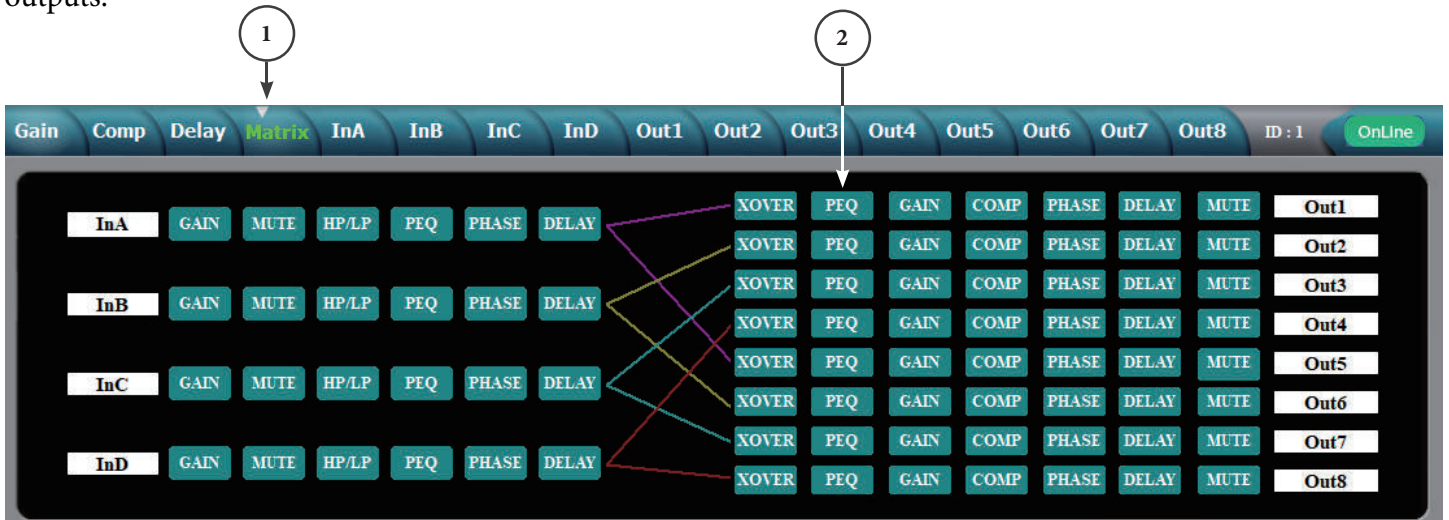 outputs.
1 2
Gain Comp Delay Matrix InA InB InC InD Out1 Out2 Out3 Out4 Out5 Out6 Out7 Out8 ID : 1 OnLine
XOVER PEQ GAIN COMP PHASE DELAY MUTE Out1
InA GAIN MUTE HP/LP PEQ PHASE DELAY
XOVER PEQ GAIN COMP PHASE DELAY MUTE Out2
XOVER PEQ GAIN COMP PHASE DELAY MUTE Out3
InB GAIN MUTE HP/LP PEQ PHASE DELAY
XOVER PEQ GAIN COMP PHASE DELAY MUTE Out4
XOVER PEQ GAIN COMP PHASE DELAY MUTE Out5
InC GAIN MUTE HP/LP PEQ PHASE DELAY
XOVER PEQ GAIN COMP PHASE DELAY MUTE Out6
XOVER PEQ GAIN COMP PHASE DELAY MUTE Out7
InD GAIN MUTE HP/LP PEQ PHASE DELAY
XOVER PEQ GAIN COMP PHASE DELAY MUTE Out8